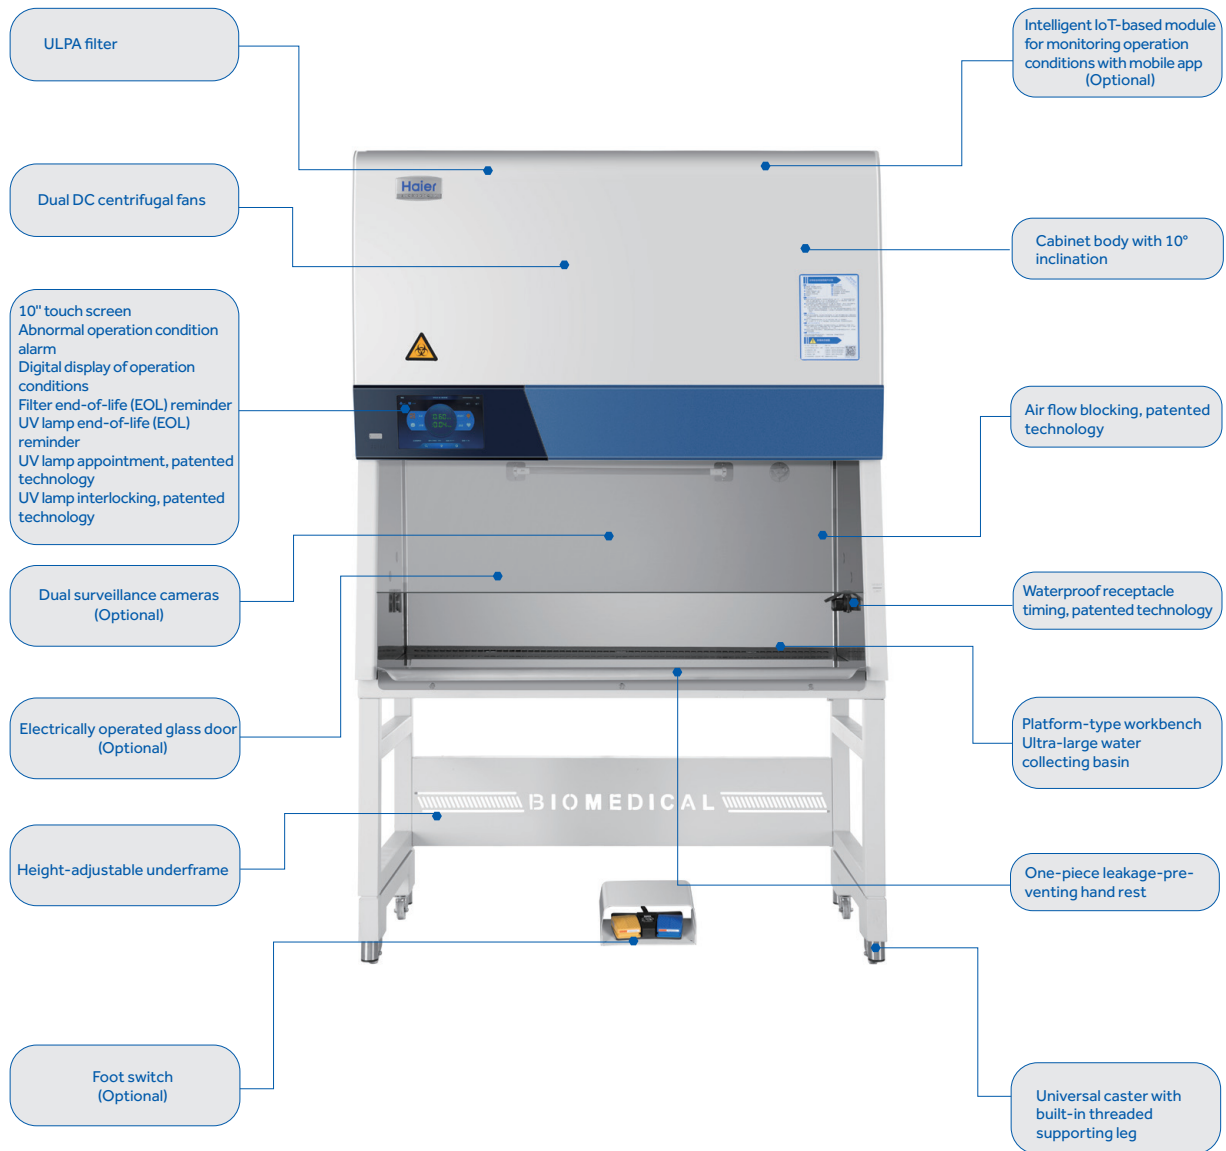 ULPA filter
Dual DC centrifugal fans
10" touch screen
Abnormal operation condition
alarm
Digital display of operation
conditions
Filter end-of-life (EOL) reminder
UV lamp end-of-life (EOL)
reminder
UV lamp appointment, patented
technology
UV lamp interlocking, patented
technology
Dual surveillance cameras
(Optional)
Electrically operated glass door
(Optional)
Height-adjustable underframe
Foot switch
(Optional)
Haier
BIOMEDICAL
Intelligent IoT-based module
for monitoring operation
conditions with mobile app
(Optional)
Cabinet body with 10°
inclination
Air flow blocking, patented
technology
Waterproof receptacle
timing, patented technology
Platform-type workbench
Ultra-large water
collecting basin
One-piece leakage-pre-
venting hand rest
Universal caster with
built-in threaded
supporting leg